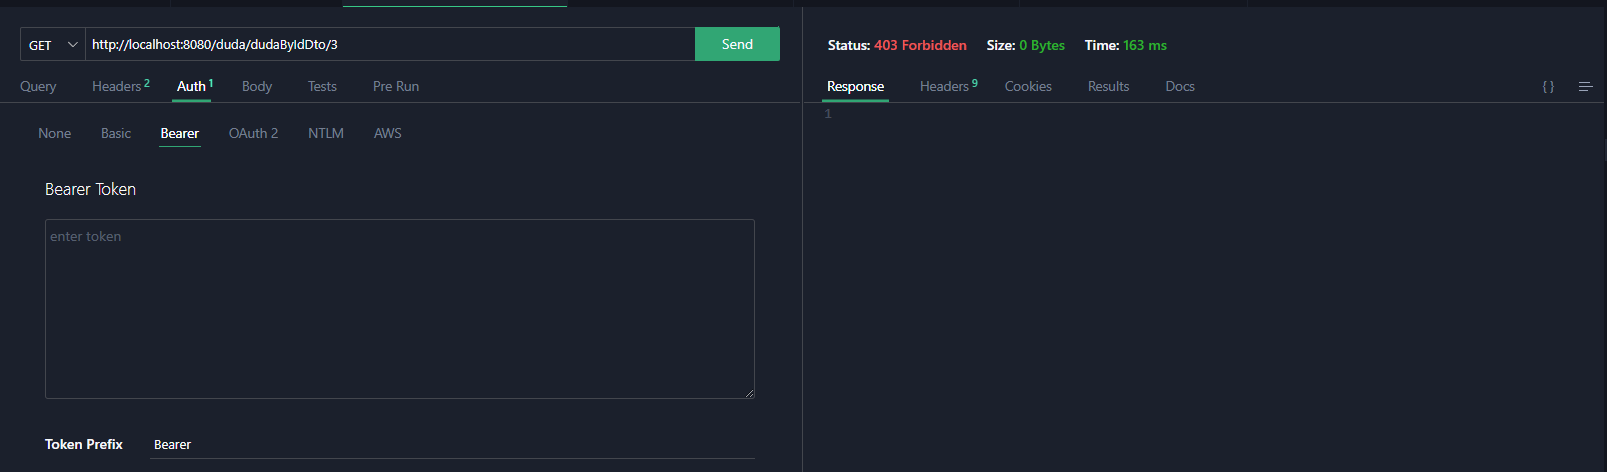 GET http://localhost:8080/duda/dudaByIdDto/3 Send
Query Headers 2 Auth 1 Body Tests Pre Run
None Basic Bearer OAuth 2 NTLM AWS
Bearer Token
enter token
Token Prefix Bearer
Status: 403 Forbidden Size: 0 Bytes Time: 163 ms
Response Headers 9 Cookies Results Docs { }
1